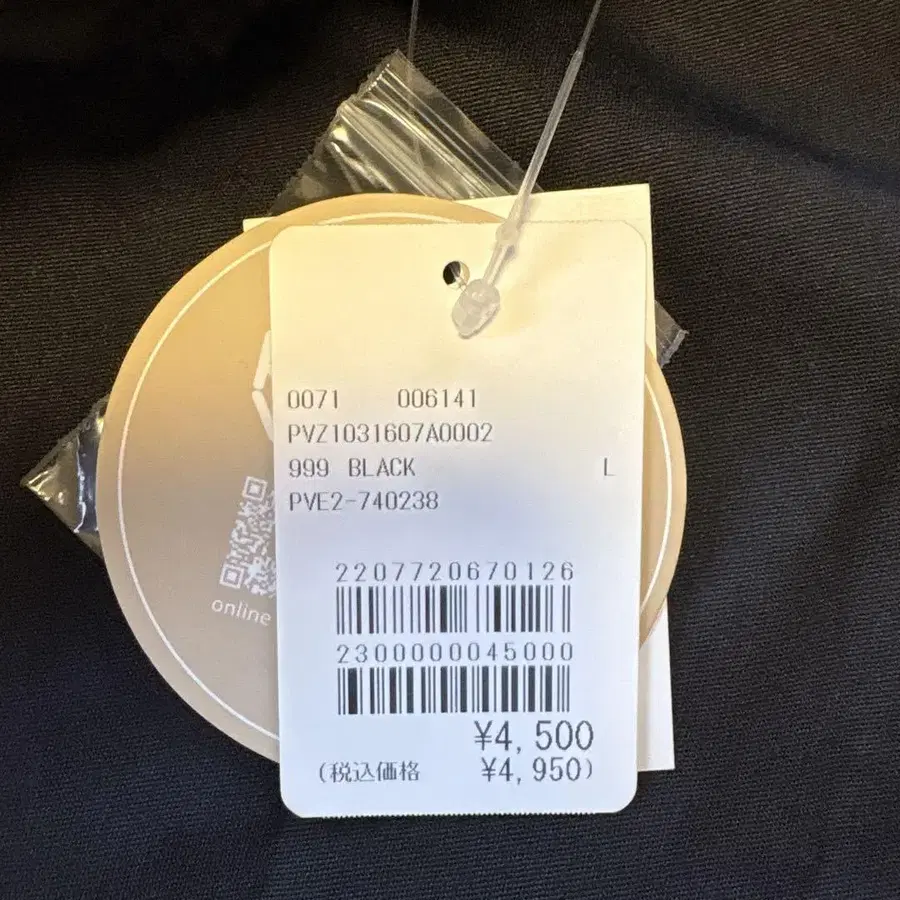 0071 006141
PVZ1031607A0002
999 BLACK L
PVE2-740238
2207720670126
2300000045000
¥4,500
(税込価格 ¥4,950)
online